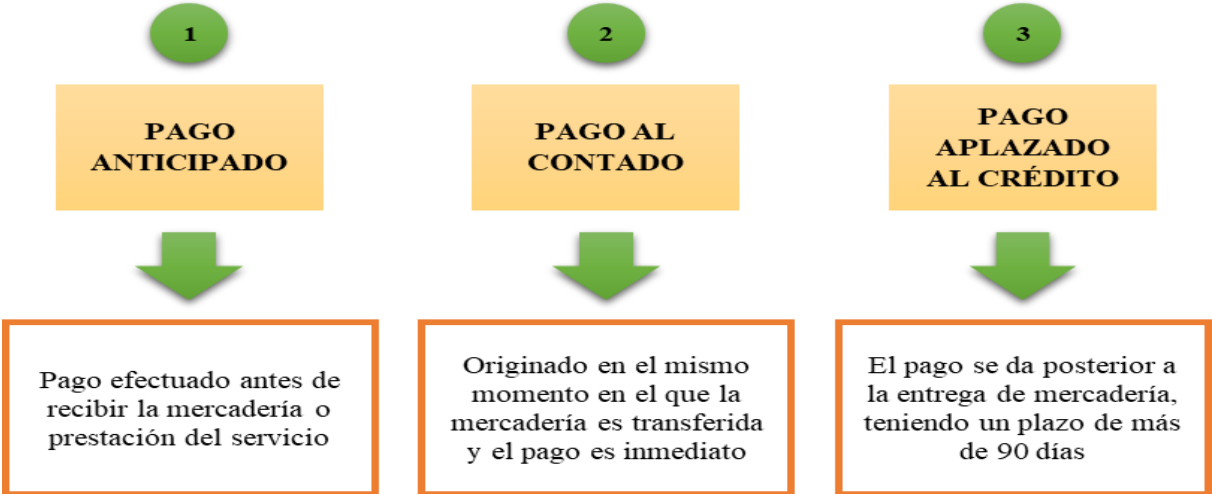 1
PAGO
ANTICIPADO
Pago efectuado antes de
recibir la mercadería o
prestación del servicio
2
PAGO AL
CONTADO
Originado en el mismo
momento en el que la
mercadería es transferida
y el pago es inmediato
3
PAGO
APLAZADO
AL CRÉDITO
El pago se da posterior a
la entrega de mercadería,
teniendo un plazo de más
de 90 días